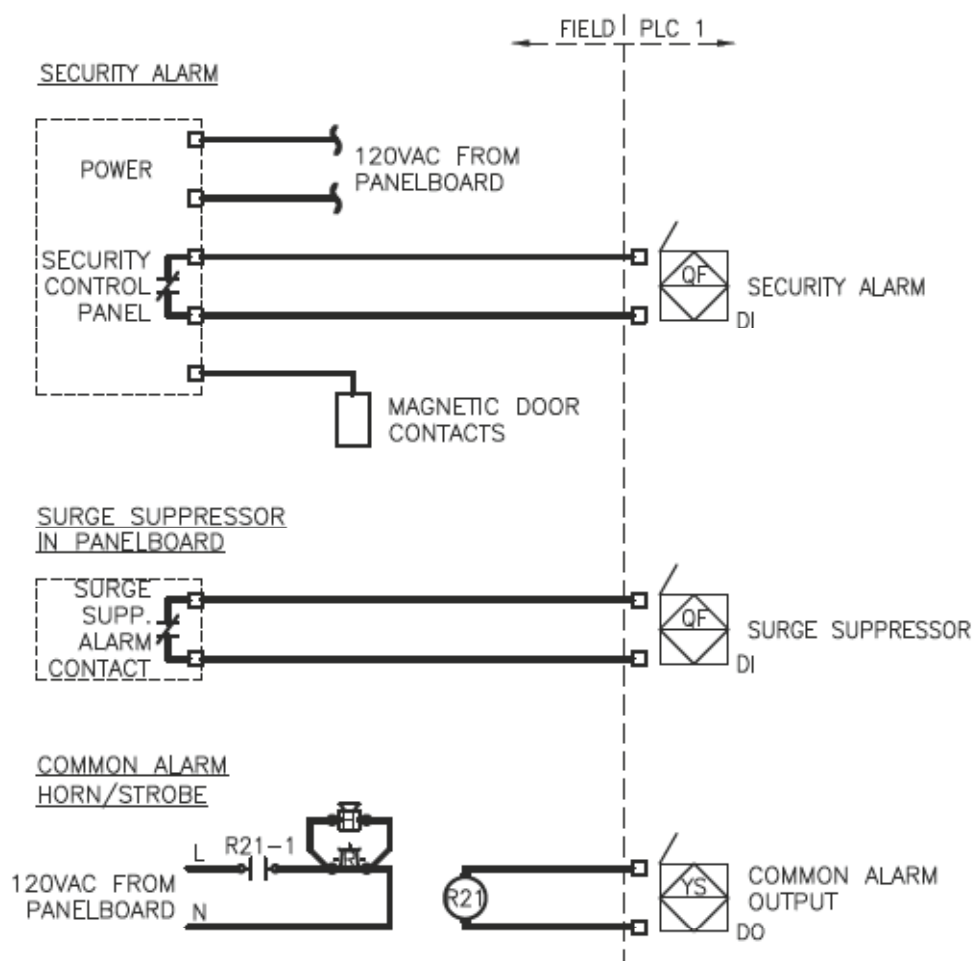 FIELD PLC 1
SECURITY ALARM
POWER
120VAC FROM
PANELBOARD
SECURITY
CONTROL
PANEL
QF
SECURITY ALARM
DI
MAGNETIC DOOR
CONTACTS
SURGE SUPPRESSOR
IN PANELBOARD
SURGE
SUPP.
ALARM
CONTACT
QF
SURGE SUPPRESSOR
DI
COMMON ALARM
HORN/STROBE
L
R21-1
H
R
120VAC FROM
PANELBOARD
N
R21
YS
COMMON ALARM
OUTPUT
DO